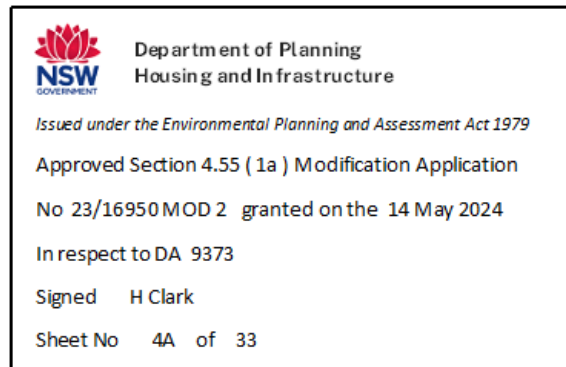 Department of Planning
Housing and Infrastructure
NSW
GOVERNMENT
Issued under the Environmental Planning and Assessment Act 1979
Approved Section 4.55 ( 1a ) Modification Application
No 23/16950 MOD 2 granted on the 14 May 2024
In respect to DA 9373
Signed H Clark
Sheet No 4A of 33